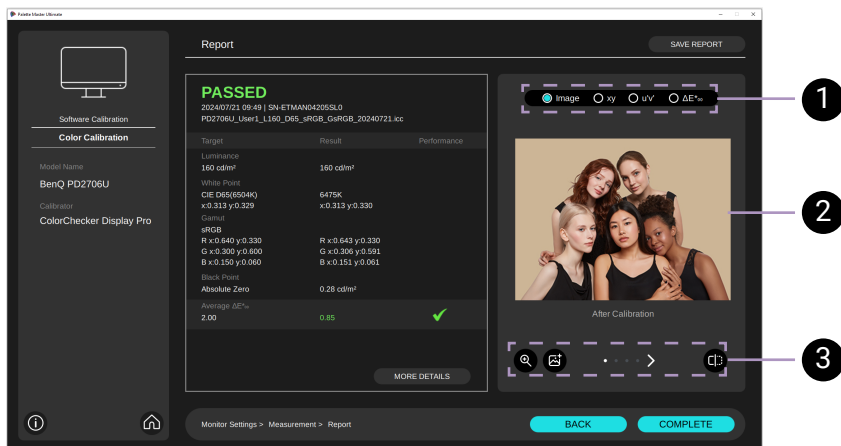 Palette Master Ultimate
Report
SAVE REPORT
Software Calibration
Color Calibration
Model Name
BenQ PD2706U
Calibrator
ColorChecker Display Pro
PASSED
2024/07/21 09:49 | SN-ETMAN04205SL0
PD2706U_User1_L160_D65_sRGB_GsRGB_20240721.icc
Target Result Performance
Luminance
160 cd/m² 160 cd/m²
White Point
CIE D65(6504K) 6475K
x:0.313 y:0.329 x:0.313 y:0.330
Gamut
sRGB
R x:0.640 y:0.330 R x:0.643 y:0.330
G x:0.300 y:0.600 G x:0.306 y:0.591
B x:0.150 y:0.060 B x:0.151 y:0.061
Black Point
Absolute Zero 0.28 cd/m²
Average ΔE*₀₀
2.00 0.85
MORE DETAILS
Image xy u'v' ΔE*₀₀
After Calibration
1
2
3
Monitor Settings > Measurement > Report
BACK
COMPLETE